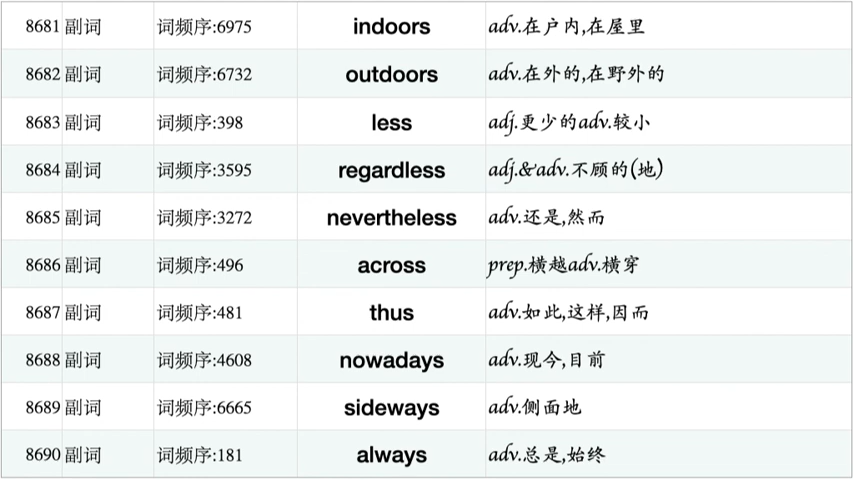 8681 副词 词频序:6975 indoors adv.在户内,在屋里
8682 副词 词频序:6732 outdoors adv.在外的,在野外的
8683 副词 词频序:398 less adj.更少的adv.较小
8684 副词 词频序:3595 regardless adj.&adv.不顾的(地)
8685 副词 词频序:3272 nevertheless adv.还是,然而
8686 副词 词频序:496 across prep.横越adv.横穿
8687 副词 词频序:481 thus adv.如此,这样,因而
8688 副词 词频序:4608 nowadays adv.现今,目前
8689 副词 词频序:6665 sideways adv.侧面地
8690 副词 词频序:181 always adv.总是,始终